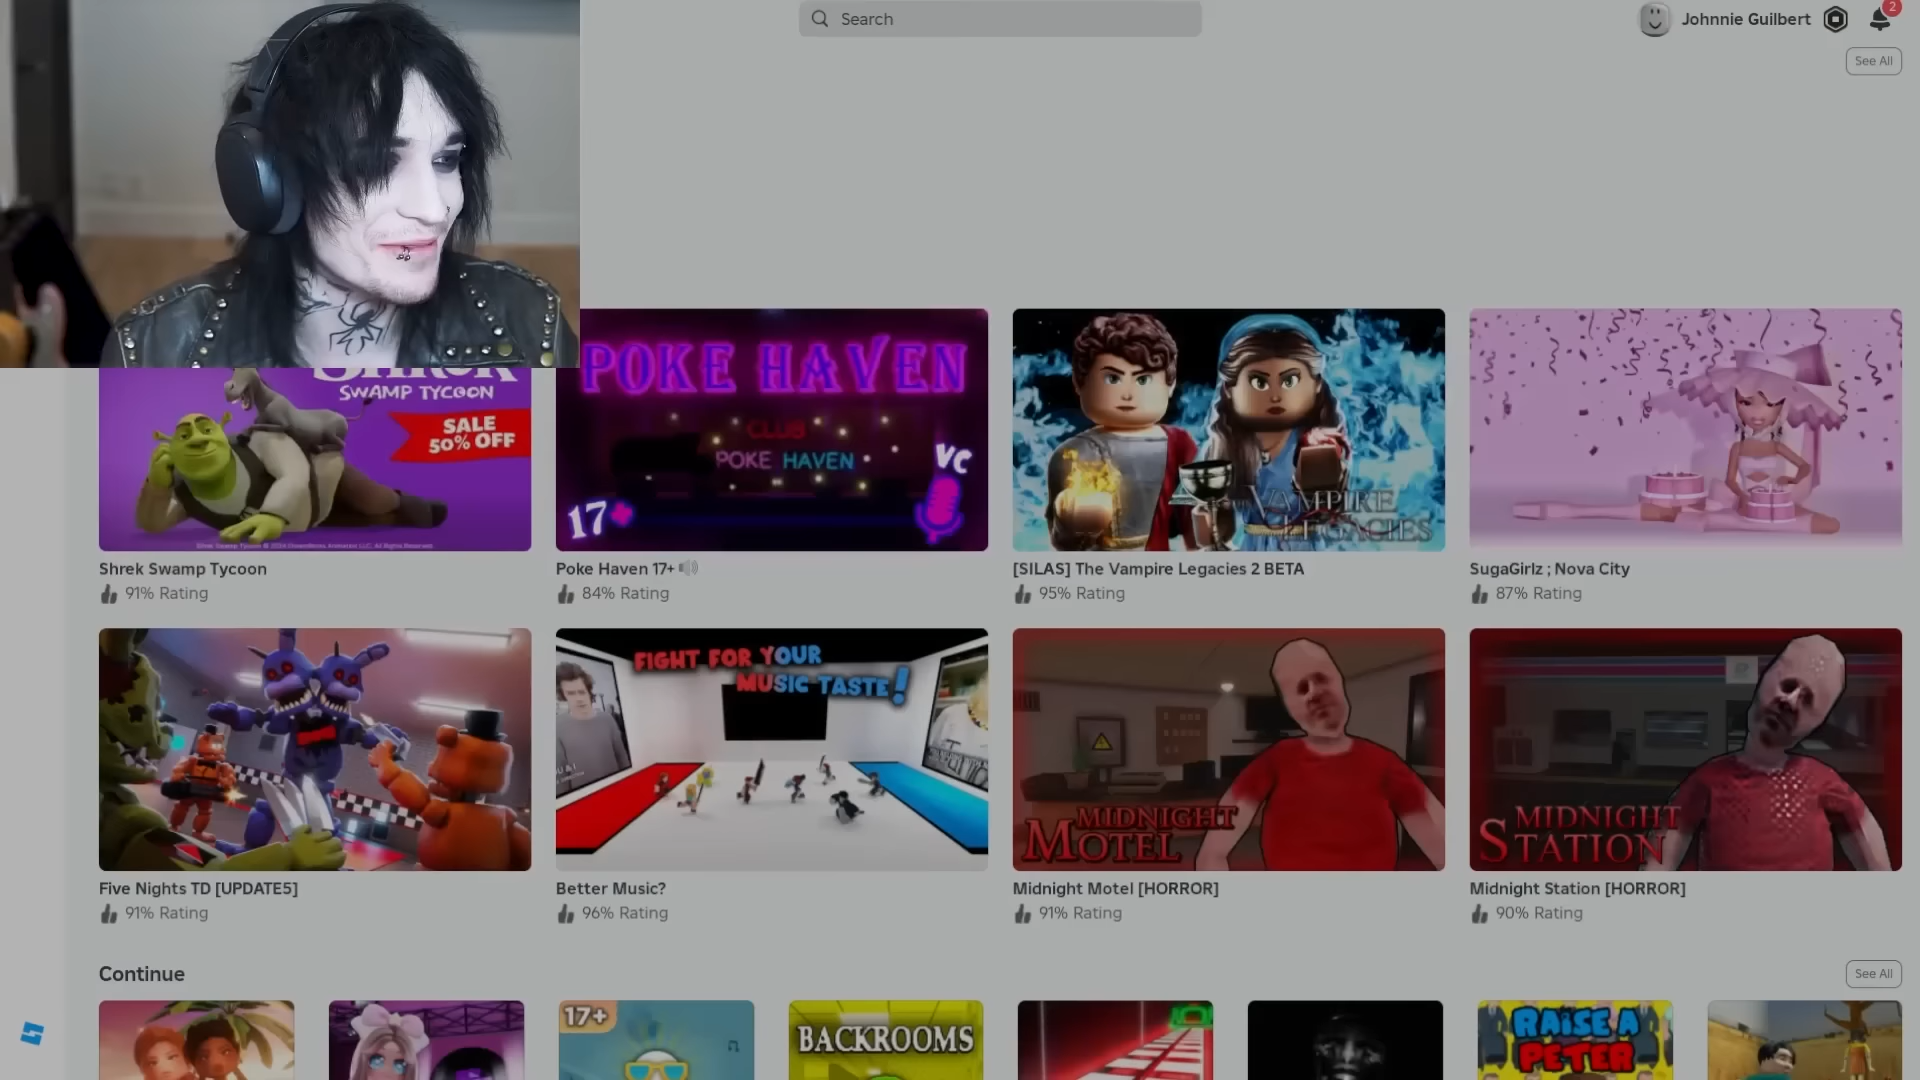 Search
Johnnie Guilbert
2
See All
SHREK
SWAMP TYCOON
SALE
50% OFF
POKE HAVEN
CLUB
POKE HAVEN
VC
17+
VAMPIRE
LEGACIES
Shrek Swamp Tycoon
91% Rating
Poke Haven 17+
84% Rating
[SILAS] The Vampire Legacies 2 BETA
95% Rating
SugaGirlz ; Nova City
87% Rating
FIGHT FOR YOUR
MUSIC TASTE!
MIDNIGHT
MOTEL
MIDNIGHT
STATION
Five Nights TD [UPDATE5]
91% Rating
Better Music?
96% Rating
Midnight Motel [HORROR]
91% Rating
Midnight Station [HORROR]
90% Rating
Continue
See All
17+
BACKROOMS
RAISE A
PETER